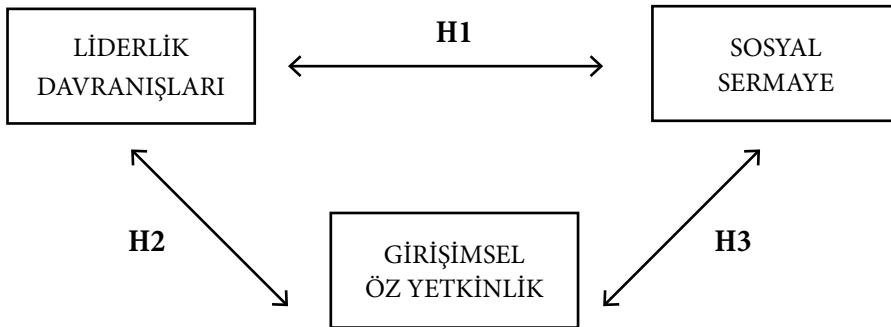 LİDERLİK
DAVRANIŞLARI
H1
SOSYAL
SERMAYE
H2
GİRİŞİMSEL
ÖZ YETKİNLİK
H3